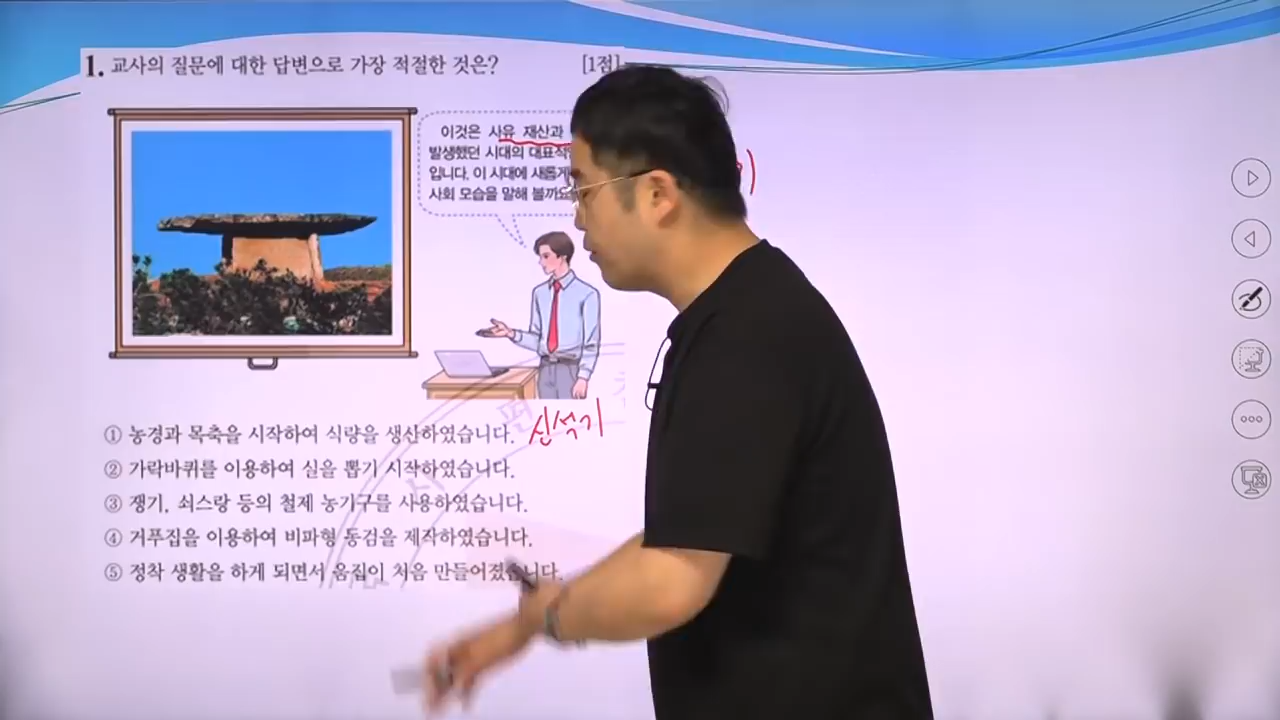 1. 교사의 질문에 대한 답변으로 가장 적절한 것은? [1점]
이것은 사유 재산과
발생했던 시대의 대표적
입니다. 이 시대에 새롭게
사회 모습을 말해 볼까요
① 농경과 목축을 시작하여 식량을 생산하였습니다. 신석기
② 가락바퀴를 이용하여 실을 뽑기 시작하였습니다.
③ 쟁기, 쇠스랑 등의 철제 농기구를 사용하였습니다.
④ 거푸집을 이용하여 비파형 동검을 제작하였습니다.
⑤ 정착 생활을 하게 되면서 움집이 처음 만들어졌습니다.